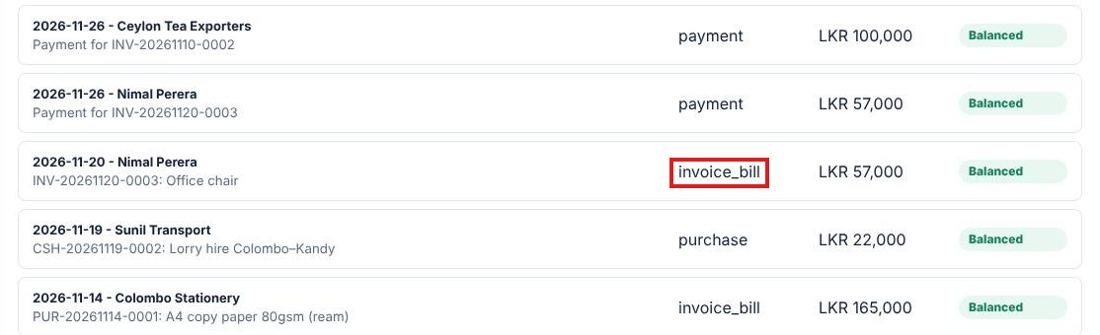 2026-11-26 - Ceylon Tea Exporters
Payment for INV-20261110-0002
payment
LKR 100,000
Balanced
2026-11-26 - Nimal Perera
Payment for INV-20261120-0003
payment
LKR 57,000
Balanced
2026-11-20 - Nimal Perera
INV-20261120-0003: Office chair
invoice_bill
LKR 57,000
Balanced
2026-11-19 - Sunil Transport
CSH-20261119-0002: Lorry hire Colombo–Kandy
purchase
LKR 22,000
Balanced
2026-11-14 - Colombo Stationery
PUR-20261114-0001: A4 copy paper 80gsm (ream)
invoice_bill
LKR 165,000
Balanced